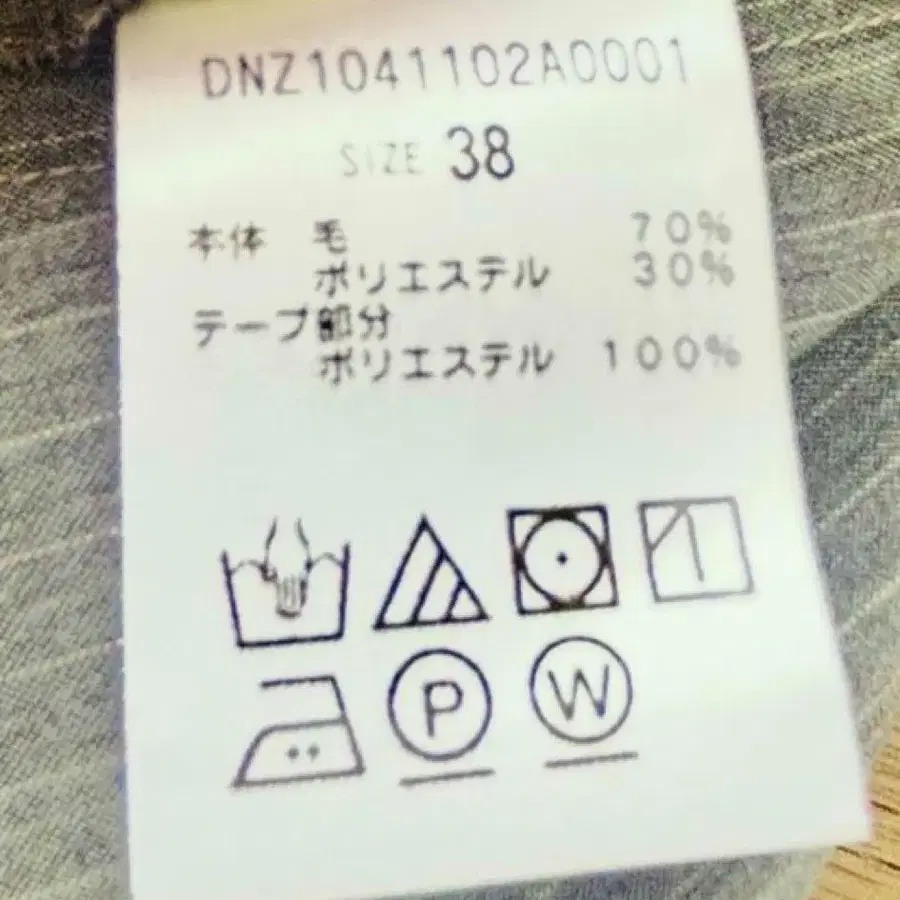 DNZ1041102A0001
SIZE 38
本体 毛 70%
ポリエステル 30%
テープ部分
ポリエステル 100%
P W